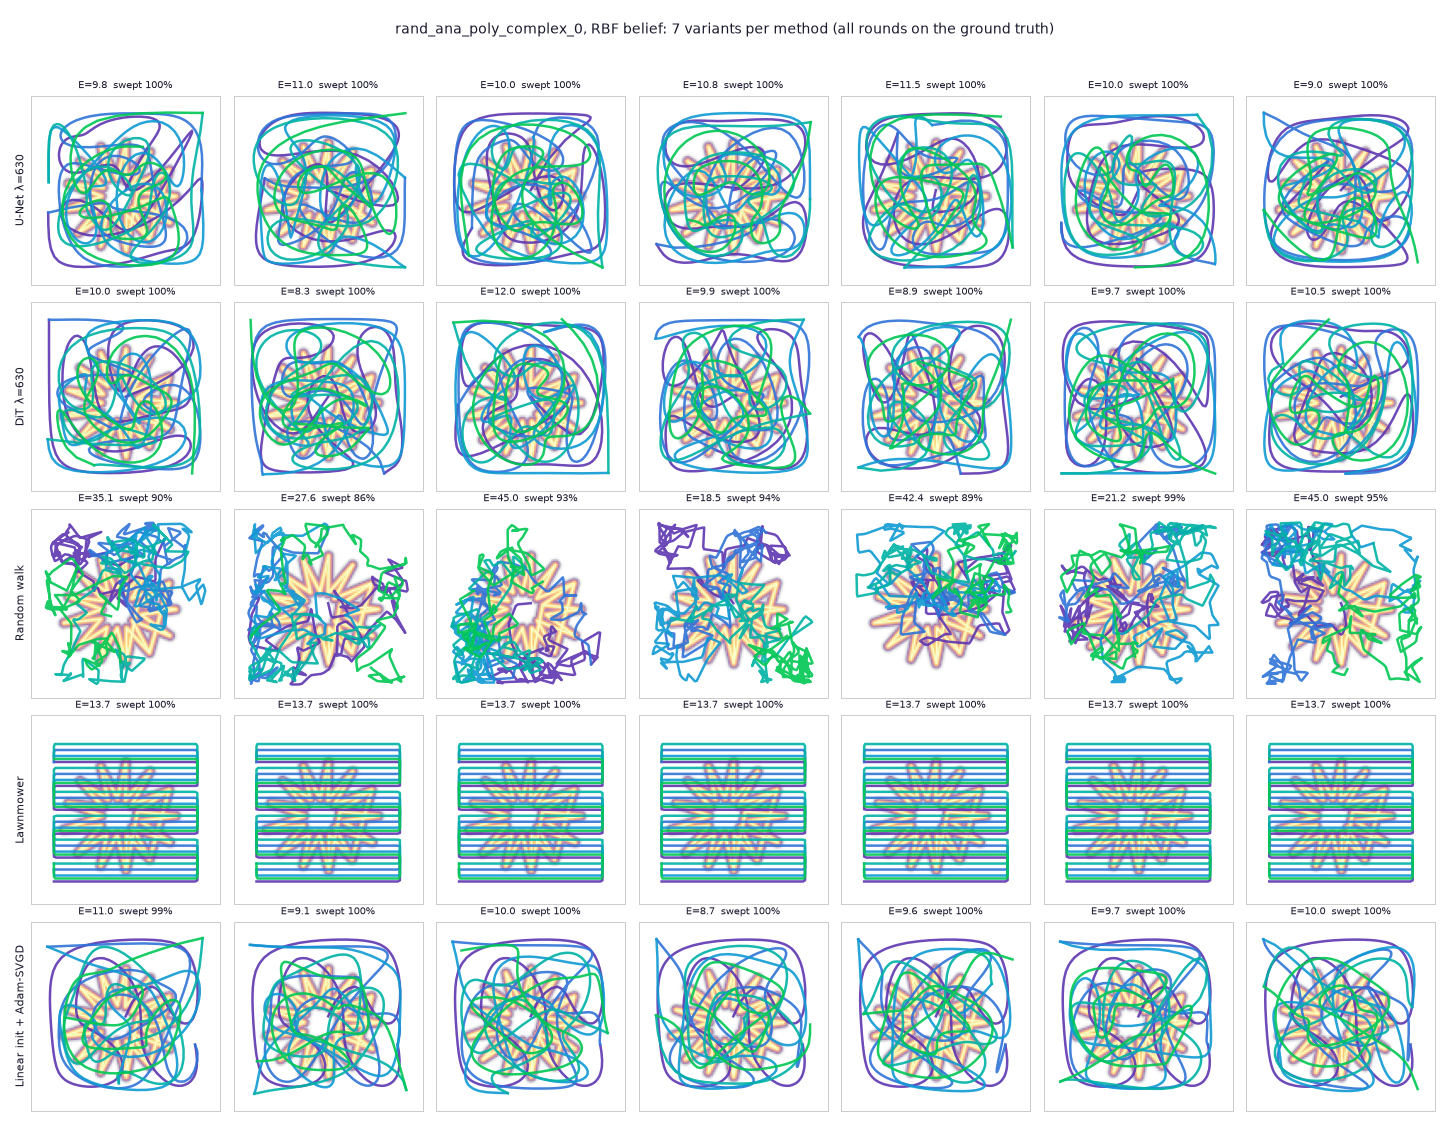 rand_ana_poly_complex_0, RBF belief: 7 variants per method (all rounds on the ground truth)
E=9.8 swept 100%
E=11.0 swept 100%
E=10.0 swept 100%
E=10.8 swept 100%
E=11.5 swept 100%
E=10.0 swept 100%
E=9.0 swept 100%
U-Net λ=630
E=10.0 swept 100%
E=8.3 swept 100%
E=12.0 swept 100%
E=9.9 swept 100%
E=8.9 swept 100%
E=9.7 swept 100%
E=10.5 swept 100%
DiT λ=630
E=35.1 swept 90%
E=27.6 swept 86%
E=45.0 swept 93%
E=18.5 swept 94%
E=42.4 swept 89%
E=21.2 swept 99%
E=45.0 swept 95%
Random walk
E=13.7 swept 100%
E=13.7 swept 100%
E=13.7 swept 100%
E=13.7 swept 100%
E=13.7 swept 100%
E=13.7 swept 100%
E=13.7 swept 100%
Lawnmower
E=11.0 swept 99%
E=9.1 swept 100%
E=10.0 swept 100%
E=8.7 swept 100%
E=9.6 swept 100%
E=9.7 swept 100%
E=10.0 swept 100%
Linear init + Adam-SVGD